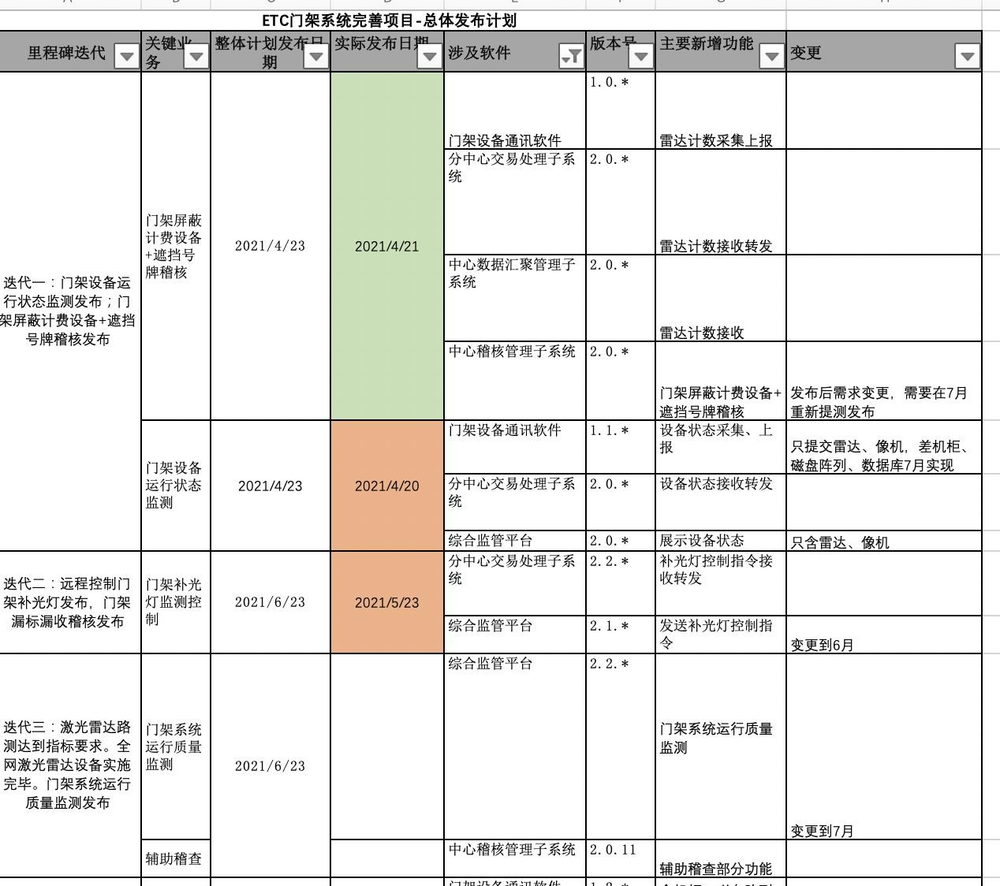 ETC门架系统完善项目-总体发布计划
里程碑迭代
关键业
务
整体计划发布日
期
实际发布日期
涉及软件
版本号
主要新增功能
变更
迭代一：门架设备运
行状态监测发布；门
架屏蔽计费设备+遮挡
号牌稽核发布
门架屏蔽
计费设备
+遮挡号
牌稽核
2021/4/23
2021/4/21
门架设备通讯软件
1.0.*
雷达计数采集上报
分中心交易处理子系
统
2.0.*
雷达计数接收转发
中心数据汇聚管理子
系统
2.0.*
雷达计数接收
中心稽核管理子系统
2.0.*
门架屏蔽计费设备+
遮挡号牌稽核
发布后需求变更，需要在7月
重新提测发布
门架设备
运行状态
监测
2021/4/23
2021/4/20
门架设备通讯软件
1.1.*
设备状态采集、上
报
只提交雷达、像机，差机柜、
磁盘阵列、数据库7月实现
分中心交易处理子系
统
2.0.*
设备状态接收转发
综合监管平台
2.0.*
展示设备状态
只含雷达、像机
迭代二：远程控制门
架补光灯发布，门架
漏标漏收稽核发布
门架补光
灯监测控
制
2021/6/23
2021/5/23
分中心交易处理子系
统
2.2.*
补光灯控制指令接
收转发
综合监管平台
2.1.*
发送补光灯控制指
令
变更到6月
迭代三：激光雷达路
测达到指标要求。全
网激光雷达设备实施
完毕。门架系统运行
质量监测发布
门架系统
运行质量
监测
2021/6/23
综合监管平台
2.2.*
门架系统运行质量
监测
变更到7月
辅助稽查
中心稽核管理子系统
2.0.11
辅助稽查部分功能
门架设备通讯软件